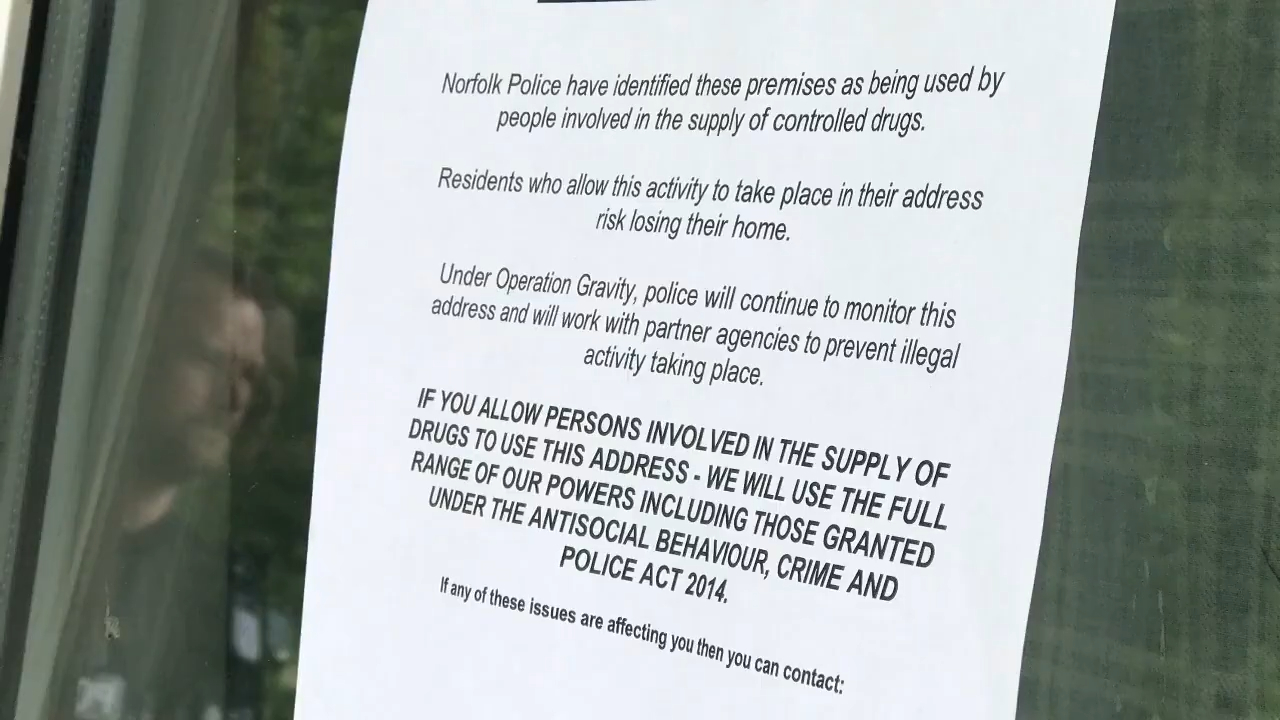 Norfolk Police have identified these premises as being used by
people involved in the supply of controlled drugs.
Residents who allow this activity to take place in their address
risk losing their home.
Under Operation Gravity, police will continue to monitor this
address and will work with partner agencies to prevent illegal
activity taking place.
IF YOU ALLOW PERSONS INVOLVED IN THE SUPPLY OF
DRUGS TO USE THIS ADDRESS - WE WILL USE THE FULL
RANGE OF OUR POWERS INCLUDING THOSE GRANTED
UNDER THE ANTISOCIAL BEHAVIOUR, CRIME AND
POLICE ACT 2014.
If any of these issues are affecting you then you can contact: